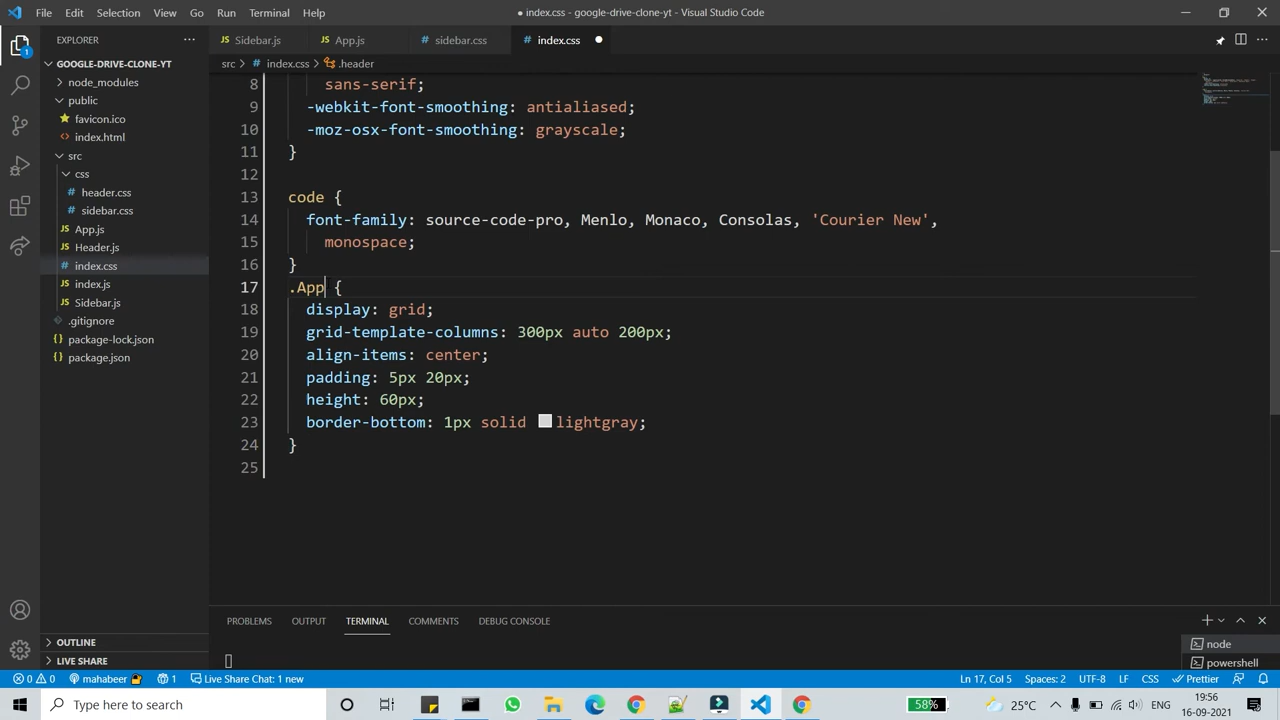 File Edit Selection View Go Run Terminal Help
● index.css - google-drive-clone-yt - Visual Studio Code
EXPLORER
GOOGLE-DRIVE-CLONE-YT
node_modules
public
favicon.ico
index.html
src
css
header.css
sidebar.css
App.js
Header.js
index.css
index.js
Sidebar.js
.gitignore
package-lock.json
package.json
OUTLINE
LIVE SHARE
Sidebar.js App.js sidebar.css index.css
src > index.css > .header
8 sans-serif;
9 -webkit-font-smoothing: antialiased;
10 -moz-osx-font-smoothing: grayscale;
11 }
12
13 code {
14 font-family: source-code-pro, Menlo, Monaco, Consolas, 'Courier New',
15 monospace;
16 }
17 .App {
18 display: grid;
19 grid-template-columns: 300px auto 200px;
20 align-items: center;
21 padding: 5px 20px;
22 height: 60px;
23 border-bottom: 1px solid lightgray;
24 }
25
PROBLEMS OUTPUT TERMINAL COMMENTS DEBUG CONSOLE
node
powershell
0 0 mahabeer 1 Live Share Chat: 1 new Ln 17, Col 5 Spaces: 2 UTF-8 LF CSS Prettier
Type here to search 58% 25°C ENG 19:56
16-09-2021